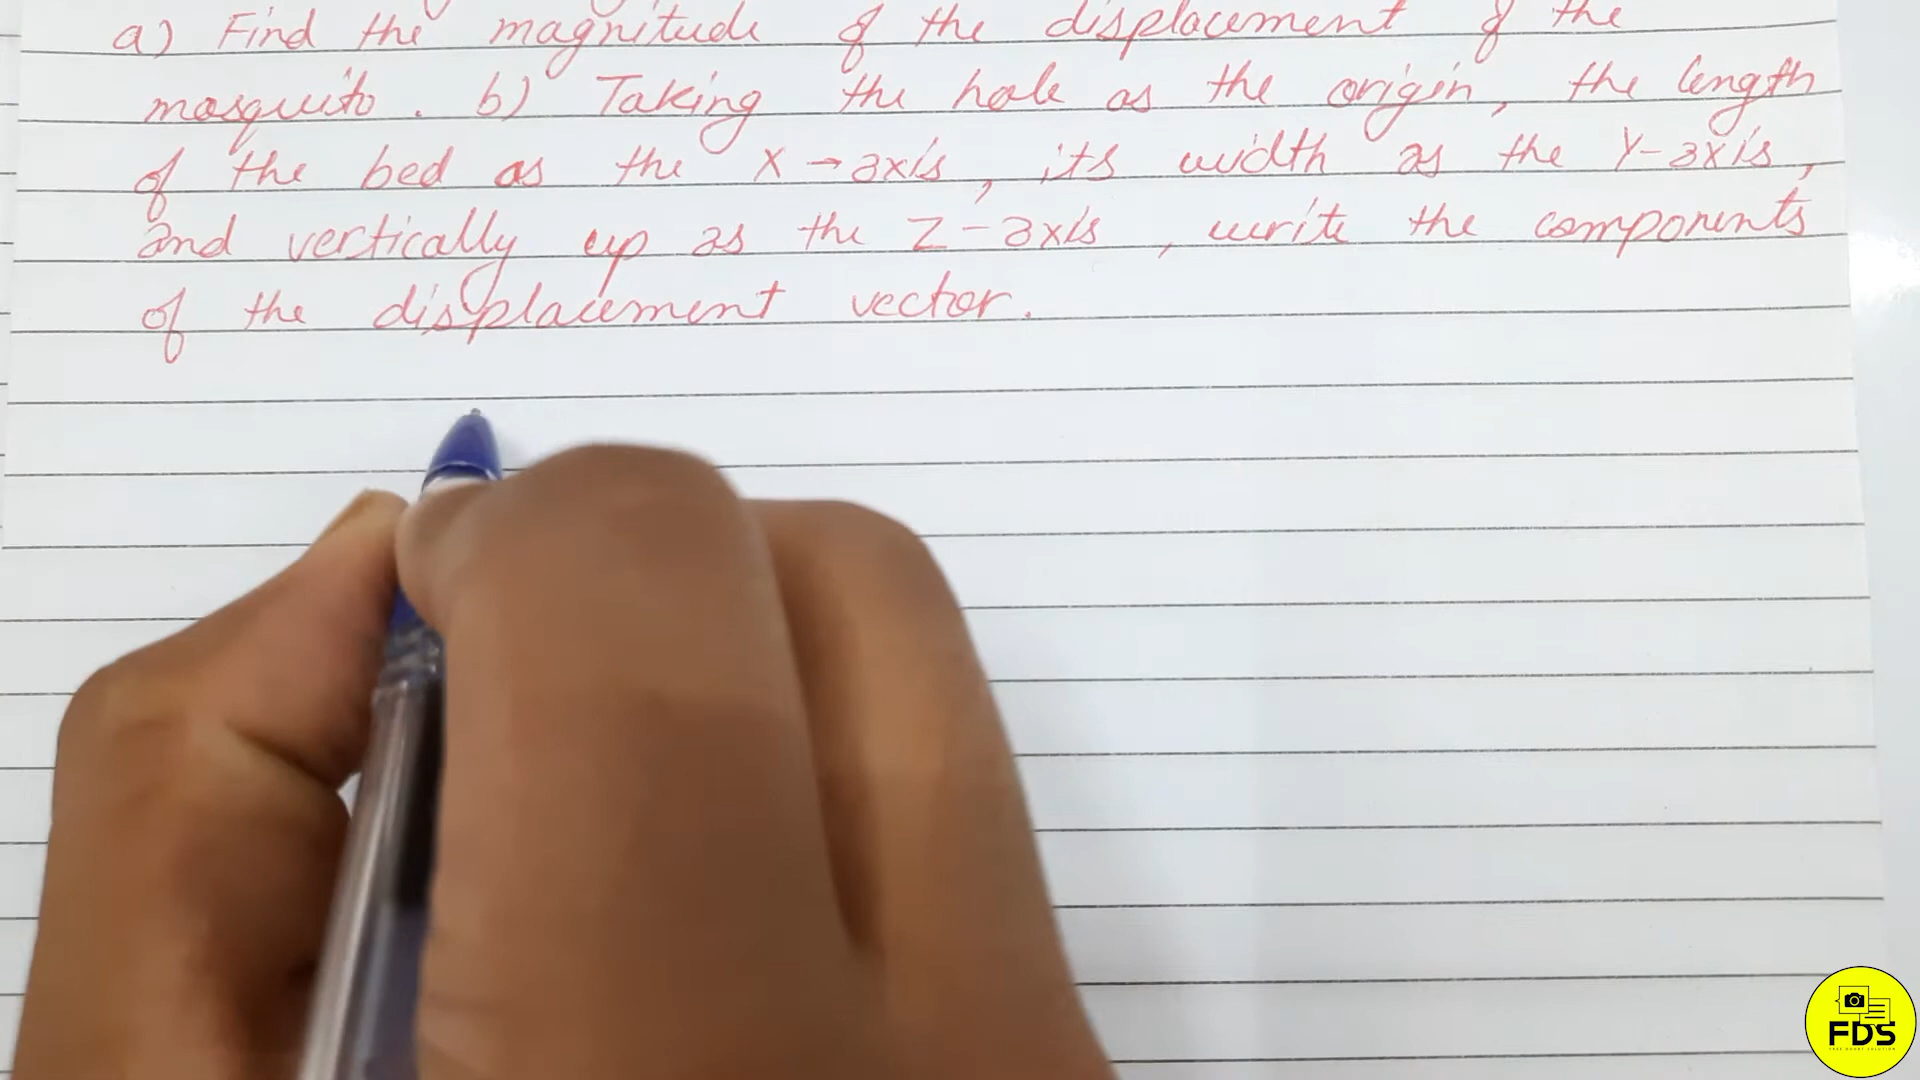 a) Find the magnitude of the displacement of the
mosquito. b) Taking the hole as the origin, the length
of the bed as the X-axis, its width as the Y-axis,
and vertically up as the Z-axis, write the components
of the displacement vector.
FDS